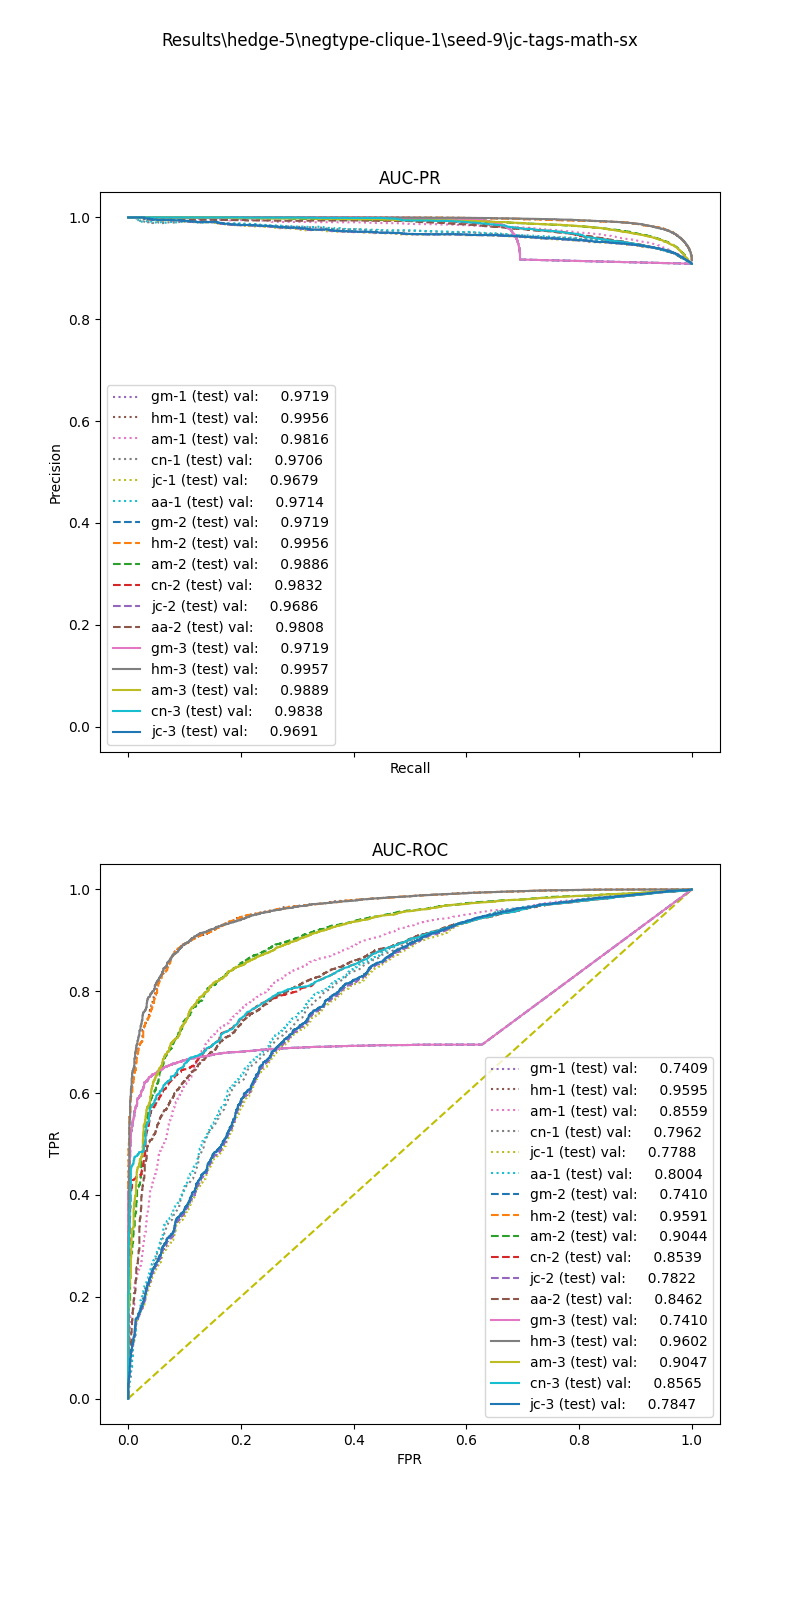 Results\hedge-5\negtype-clique-1\seed-9\jc-tags-math-sx
AUC-PR
1.0
0.8
0.6
0.4
0.2
0.0
Precision
gm-1 (test) val: 0.9719
hm-1 (test) val: 0.9956
am-1 (test) val: 0.9816
cn-1 (test) val: 0.9706
jc-1 (test) val: 0.9679
aa-1 (test) val: 0.9714
gm-2 (test) val: 0.9719
hm-2 (test) val: 0.9956
am-2 (test) val: 0.9886
cn-2 (test) val: 0.9832
jc-2 (test) val: 0.9686
aa-2 (test) val: 0.9808
gm-3 (test) val: 0.9719
hm-3 (test) val: 0.9957
am-3 (test) val: 0.9889
cn-3 (test) val: 0.9838
jc-3 (test) val: 0.9691
Recall
AUC-ROC
1.0
0.8
0.6
0.4
0.2
0.0
TPR
gm-1 (test) val: 0.7409
hm-1 (test) val: 0.9595
am-1 (test) val: 0.8559
cn-1 (test) val: 0.7962
jc-1 (test) val: 0.7788
aa-1 (test) val: 0.8004
gm-2 (test) val: 0.7410
hm-2 (test) val: 0.9591
am-2 (test) val: 0.9044
cn-2 (test) val: 0.8539
jc-2 (test) val: 0.7822
aa-2 (test) val: 0.8462
gm-3 (test) val: 0.7410
hm-3 (test) val: 0.9602
am-3 (test) val: 0.9047
cn-3 (test) val: 0.8565
jc-3 (test) val: 0.7847
0.0 0.2 0.4 0.6 0.8 1.0
FPR